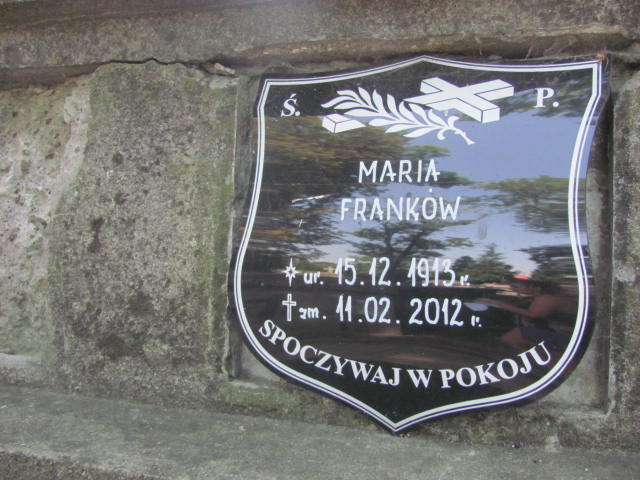 Ś. P.
MARIA
FRANKÓW
ur. 15.12.1913 r.
zm. 11.02.2012 r.
SPOCZYWAJ W POKOJU